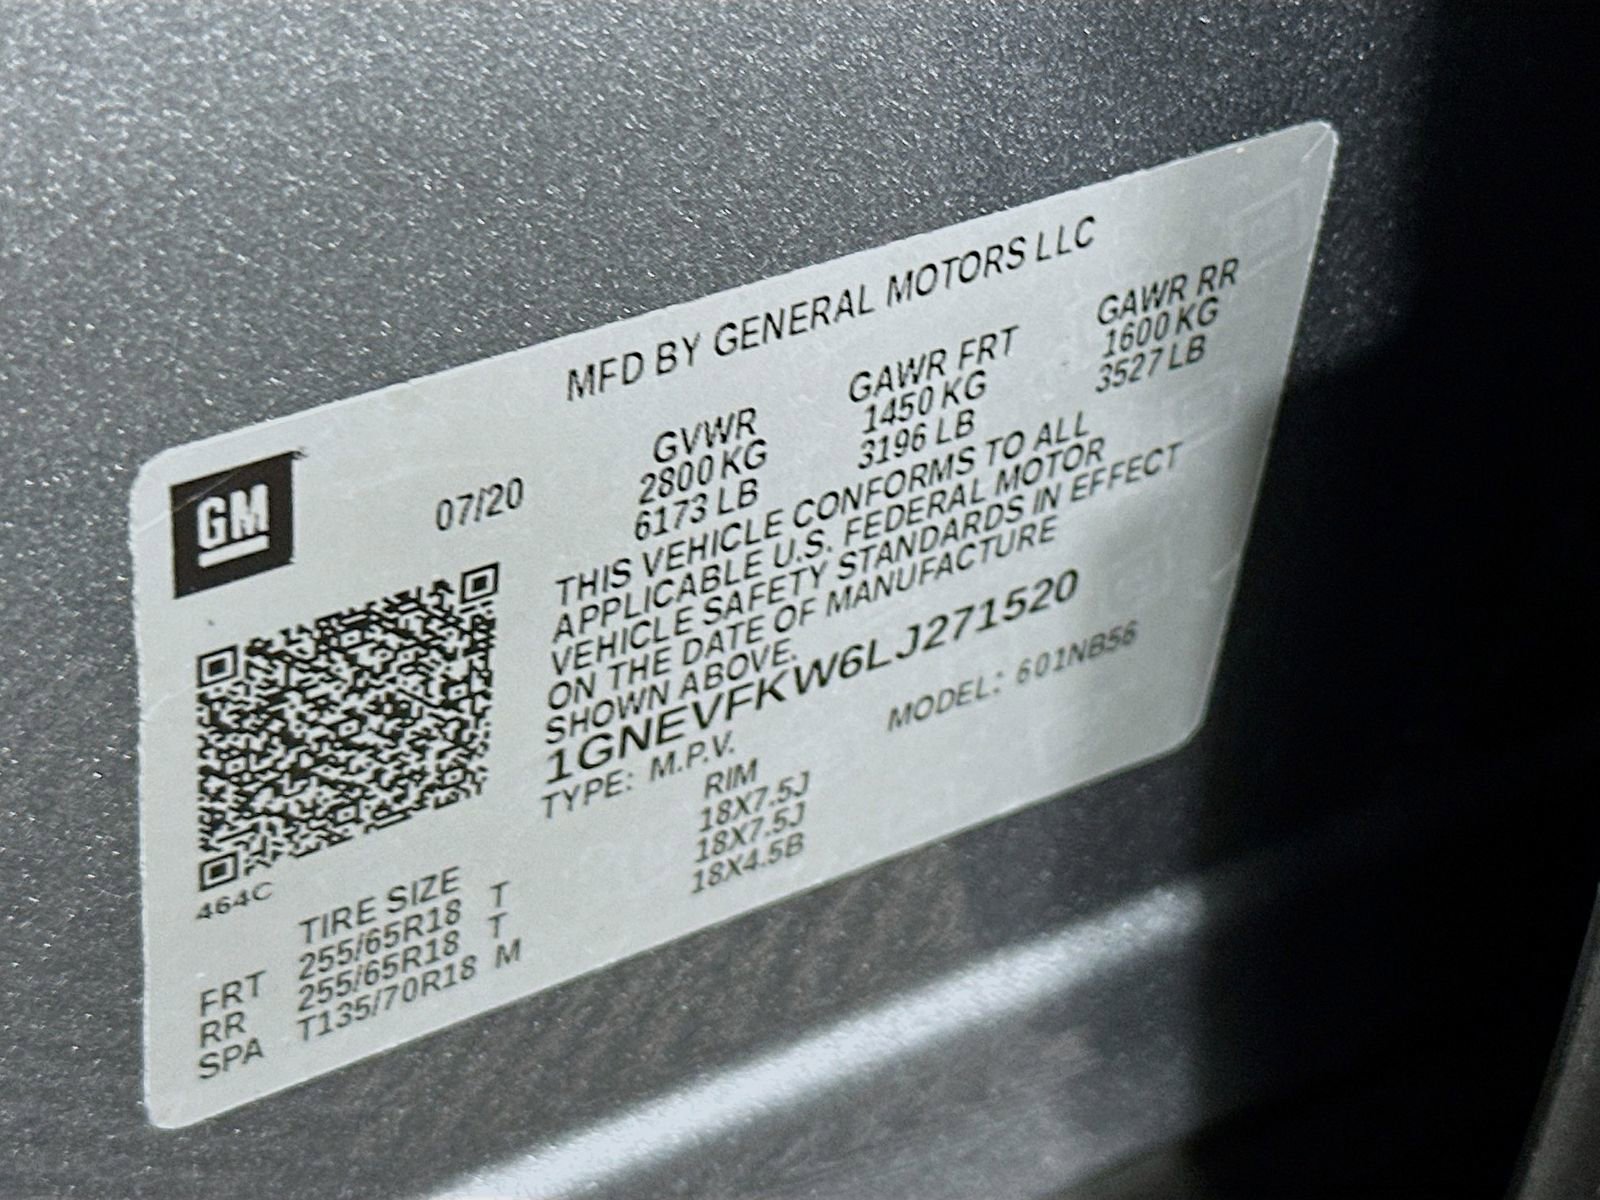 GM
MFD BY GENERAL MOTORS LLC
07/20
GVWR GAWR FRT GAWR RR
2800 KG 1450 KG 1600 KG
6173 LB 3196 LB 3527 LB
THIS VEHICLE CONFORMS TO ALL
APPLICABLE U.S. FEDERAL MOTOR
VEHICLE SAFETY STANDARDS IN EFFECT
ON THE DATE OF MANUFACTURE
SHOWN ABOVE.
1GNEVFKW6LJ271520
TYPE: M.P.V. MODEL: 601NB56
464C
TIRE SIZE RIM
FRT 255/65R18 T 18X7.5J
RR 255/65R18 T 18X7.5J
SPA T135/70R18 M 18X4.5B